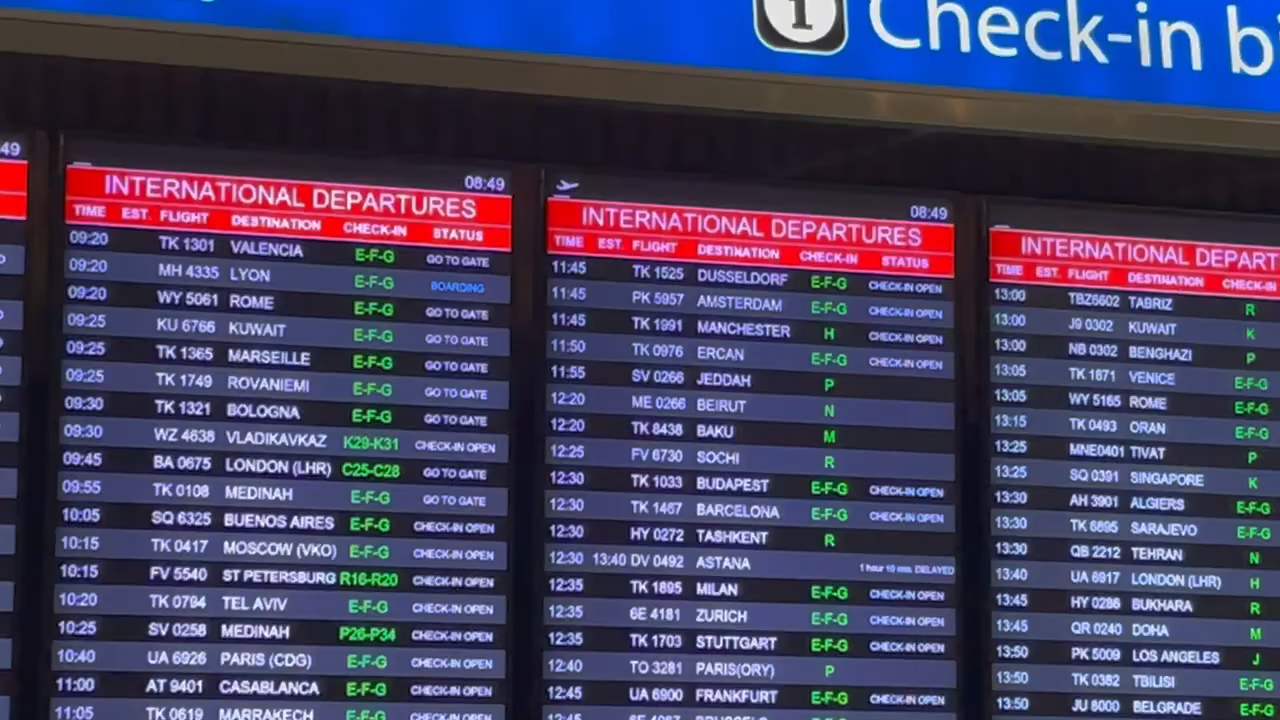 1 Check-in
49
08:49
INTERNATIONAL DEPARTURES
TIME EST. FLIGHT DESTINATION CHECK-IN STATUS
09:20 TK 1301 VALENCIA E-F-G GO TO GATE
09:20 MH 4335 LYON E-F-G BOARDING
09:20 WY 5061 ROME E-F-G GO TO GATE
09:25 KU 6766 KUWAIT E-F-G GO TO GATE
09:25 TK 1365 MARSEILLE E-F-G GO TO GATE
09:25 TK 1749 ROVANIEMI E-F-G GO TO GATE
09:30 TK 1321 BOLOGNA E-F-G GO TO GATE
09:30 WZ 4638 VLADIKAVKAZ K29-K31 CHECK-IN OPEN
09:45 BA 0675 LONDON (LHR) C25-C28 GO TO GATE
09:55 TK 0108 MEDINAH E-F-G GO TO GATE
10:05 SQ 6325 BUENOS AIRES E-F-G CHECK-IN OPEN
10:15 TK 0417 MOSCOW (VKO) E-F-G CHECK-IN OPEN
10:15 FV 5540 ST PETERSBURG R16-R20 CHECK-IN OPEN
10:20 TK 0794 TEL AVIV E-F-G CHECK-IN OPEN
10:25 SV 0258 MEDINAH P26-P34 CHECK-IN OPEN
10:40 UA 6926 PARIS (CDG) E-F-G CHECK-IN OPEN
11:00 AT 9401 CASABLANCA E-F-G CHECK-IN OPEN
11:05 TK 0619 MARRAKECH E-F-G CHECK-IN OPEN
08:49
INTERNATIONAL DEPARTURES
TIME EST. FLIGHT DESTINATION CHECK-IN STATUS
11:45 TK 1525 DUSSELDORF E-F-G CHECK-IN OPEN
11:45 PK 5957 AMSTERDAM E-F-G CHECK-IN OPEN
11:45 TK 1991 MANCHESTER H CHECK-IN OPEN
11:50 TK 0976 ERCAN E-F-G CHECK-IN OPEN
11:55 SV 0266 JEDDAH P
12:20 ME 0266 BEIRUT N
12:20 TK 8438 BAKU M
12:25 FV 6730 SOCHI R
12:30 TK 1033 BUDAPEST E-F-G CHECK-IN OPEN
12:30 TK 1467 BARCELONA E-F-G CHECK-IN OPEN
12:30 HY 0272 TASHKENT R
12:30 13:40 DV 0492 ASTANA 1 hour 10 min. DELAYED
12:35 TK 1895 MILAN E-F-G CHECK-IN OPEN
12:35 6E 4181 ZURICH E-F-G CHECK-IN OPEN
12:35 TK 1703 STUTTGART E-F-G CHECK-IN OPEN
12:40 TO 3281 PARIS(ORY) P
12:45 UA 6900 FRANKFURT E-F-G CHECK-IN OPEN
12:45
INTERNATIONAL DEPART
TIME EST. FLIGHT DESTINATION CHECK-IN
13:00 TBZ6602 TABRIZ R
13:00 J9 0302 KUWAIT K
13:00 NB 0302 BENGHAZI P
13:05 TK 1871 VENICE E-F-G
13:05 WY 5165 ROME E-F-G
13:15 TK 0493 ORAN E-F-G
13:25 MNE0401 TIVAT P
13:25 SQ 0391 SINGAPORE K
13:30 AH 3901 ALGIERS E-F-G
13:30 TK 6895 SARAJEVO E-F-G
13:30 QB 2212 TEHRAN N
13:40 UA 6917 LONDON (LHR) H
13:45 HY 0286 BUKHARA R
13:45 QR 0240 DOHA M
13:50 PK 5009 LOS ANGELES J
13:50 TK 0382 TBILISI E-F-G
13:50 JU 8000 BELGRADE E-F-G